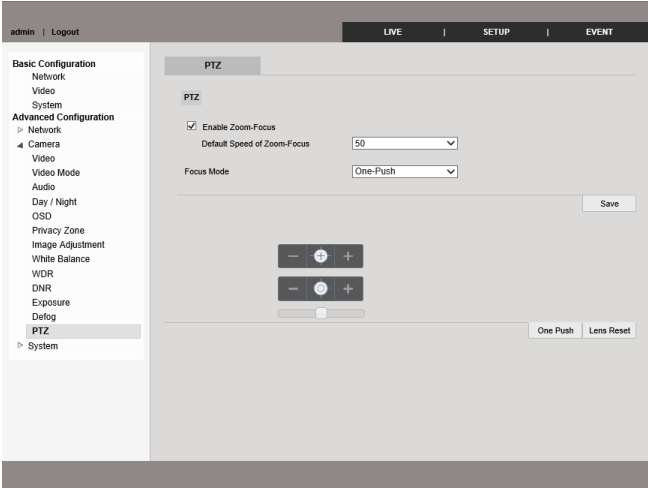 admin | Logout
LIVE | SETUP | EVENT
Basic Configuration
Network
Video
System
Advanced Configuration
Network
Camera
Video
Video Mode
Audio
Day / Night
OSD
Privacy Zone
Image Adjustment
White Balance
WDR
DNR
Exposure
Defog
PTZ
System
PTZ
PTZ
Enable Zoom-Focus
Default Speed of Zoom-Focus 50
Focus Mode One-Push
Save
One Push Lens Reset